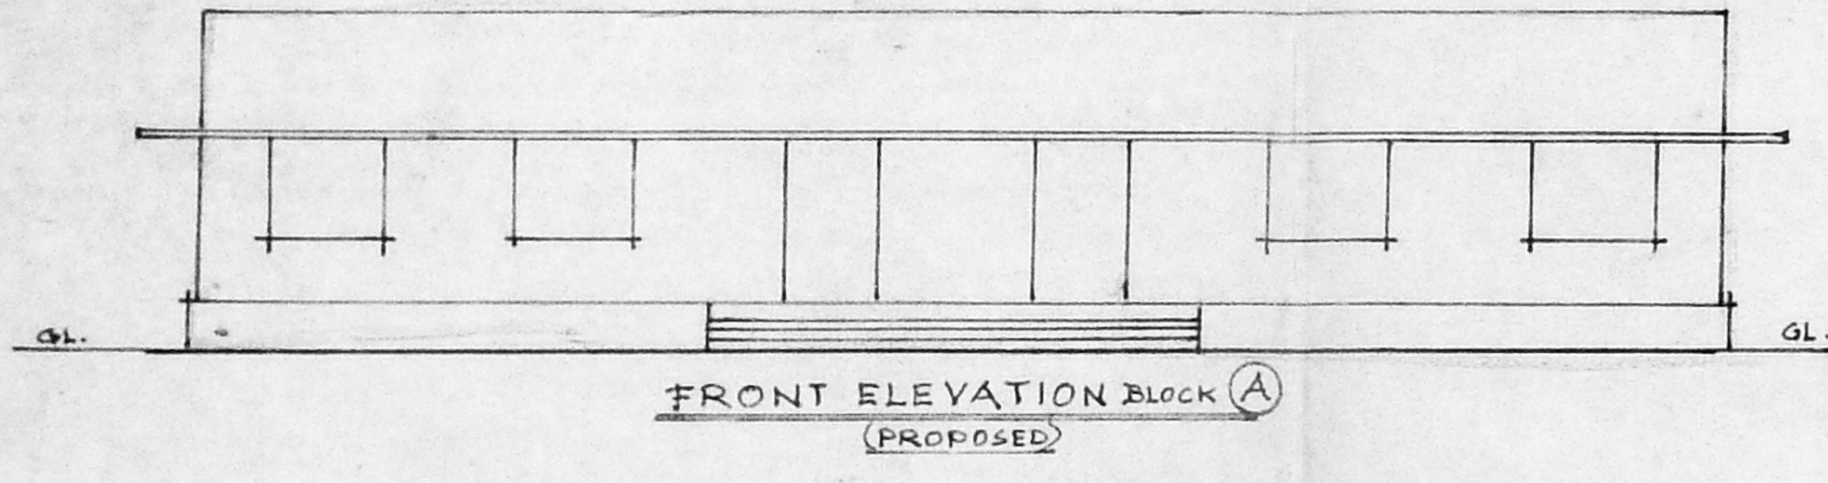 GL.
GL.
FRONT ELEVATION BLOCK A
(PROPOSED)